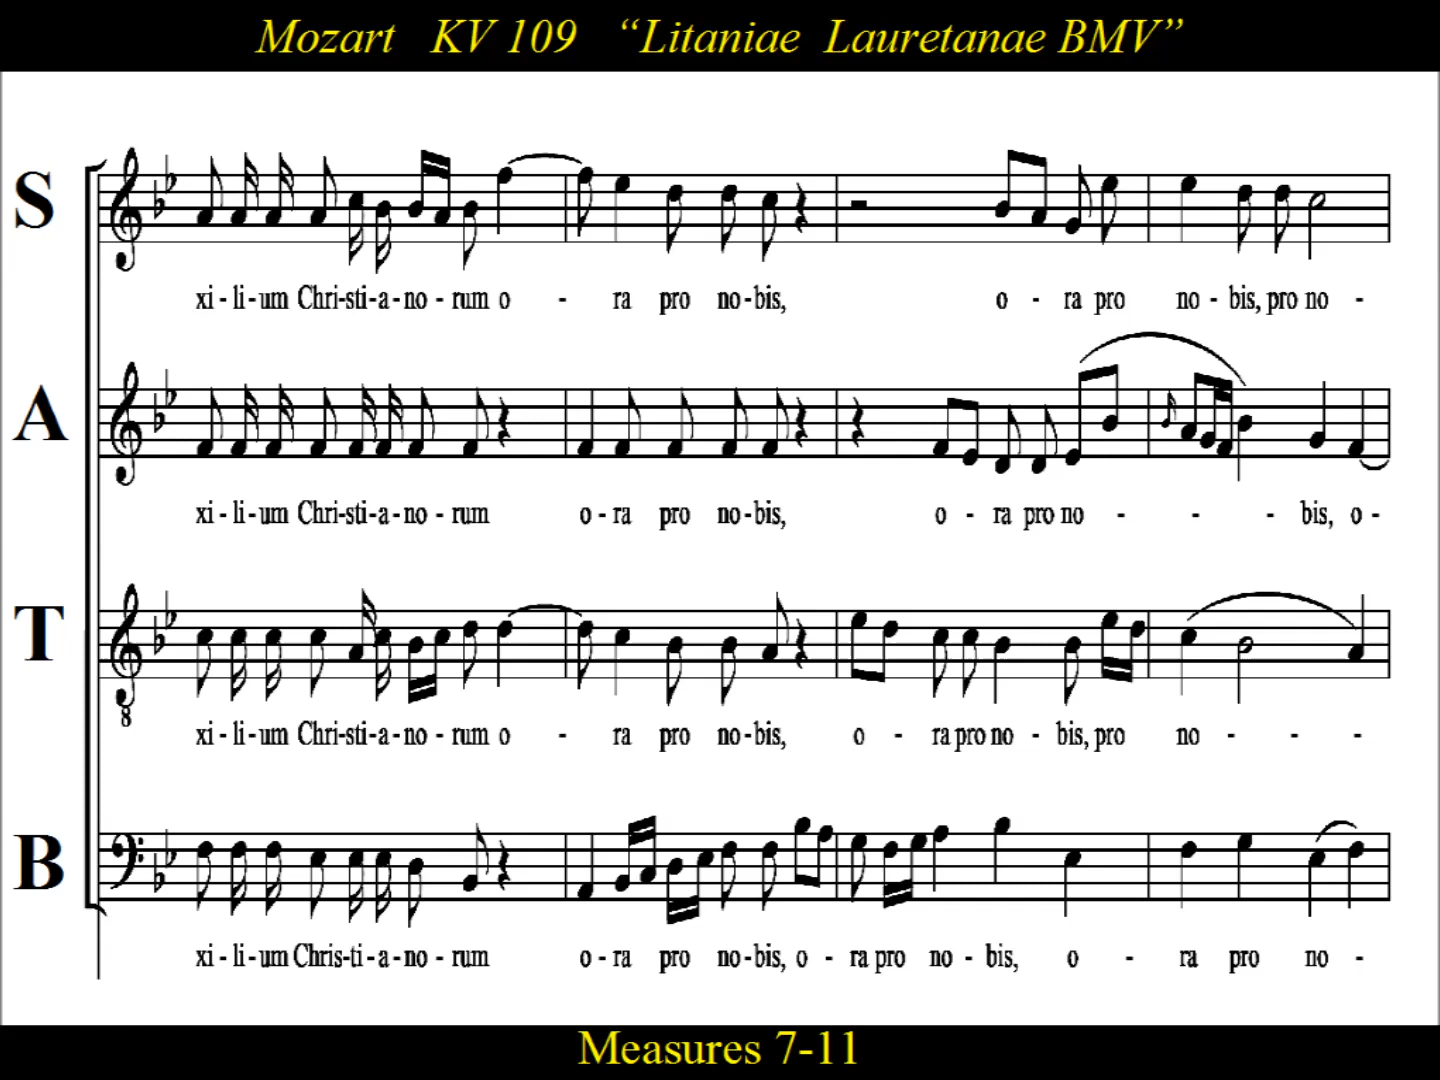 Mozart KV 109 “Litaniae Lauretanae BMV”
S
xi - li - um Chri-sti-a-no - rum o - ra pro no-bis, o - ra pro no - bis, pro no -
A
xi - li - um Chri-sti-a-no - rum o - ra pro no-bis, o - ra pro no - - - bis, o -
T
8
xi - li - um Chri-sti-a-no - rum o - ra pro no-bis, o - ra pro no - bis, pro no - - -
B
xi - li - um Chris-ti-a-no - rum o - ra pro no-bis, o - ra pro no - bis, o - ra pro no -
Measures 7-11